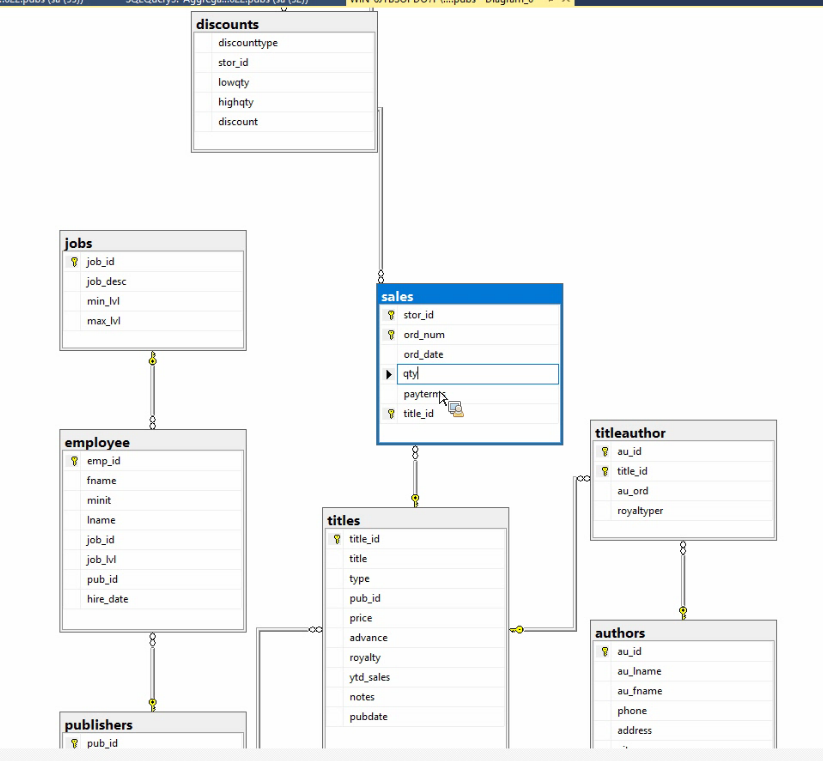 discounts
discounttype
stor_id
lowqty
highqty
discount
jobs
job_id
job_desc
min_lvl
max_lvl
sales
stor_id
ord_num
ord_date
qty
payterms
title_id
employee
emp_id
fname
minit
lname
job_id
job_lvl
pub_id
hire_date
titleauthor
au_id
title_id
au_ord
royaltyper
titles
title_id
title
type
pub_id
price
advance
royalty
ytd_sales
notes
pubdate
authors
au_id
au_lname
au_fname
phone
address
publishers
pub_id